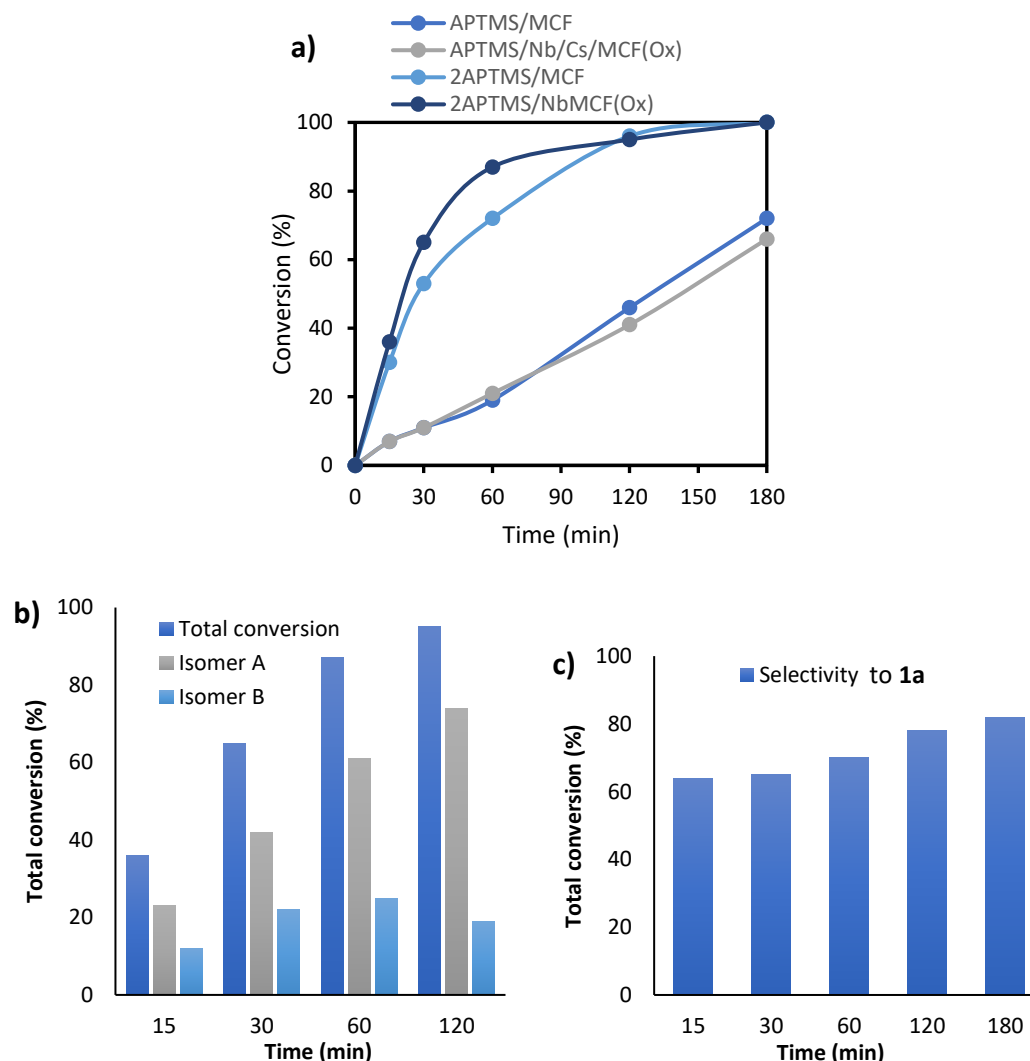 a)
APTMS/MCF
APTMS/Nb/Cs/MCF(Ox)
2APTMS/MCF
2APTMS/NbMCF(Ox)
100
80
60
40
20
0
Conversion (%)
0 30 60 90 120 150 180
Time (min)
b)
Total conversion
Isomer A
Isomer B
100
80
60
40
20
0
Total conversion (%)
15 30 60 120
Time (min)
c)
Selectivity to 1a
100
80
60
40
20
0
Total conversion (%)
15 30 60 120 180
Time (min)